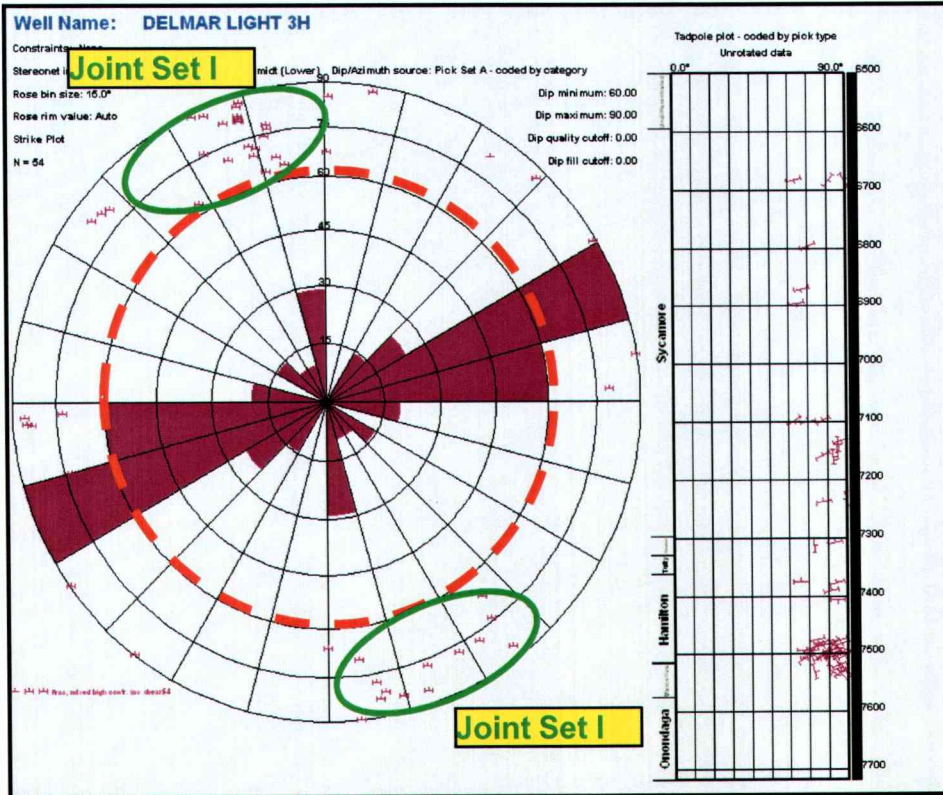 Well Name: DELMAR LIGHT 3H
Constraints: None
Joint Set I
Stereonet i midt (Lower) Dip/Azimuth source: Pick Set A - coded by category
Rose bin size: 15.0°
Rose rim value: Auto
Strike Plot
N = 54
Dip minimum: 60.00
Dip maximum: 90.00
Dip quality cutoff: 0.00
Dip fill cutoff: 0.00
90
60
45
30
15
Joint Set I
Tadpole plot - coded by pick type
Unrotated data
0.0° 90.0°
6500
6600
6700
6800
6900
7000
7100
7200
7300
7400
7500
7600
7700
Sycamore
Hamilton
Onondaga